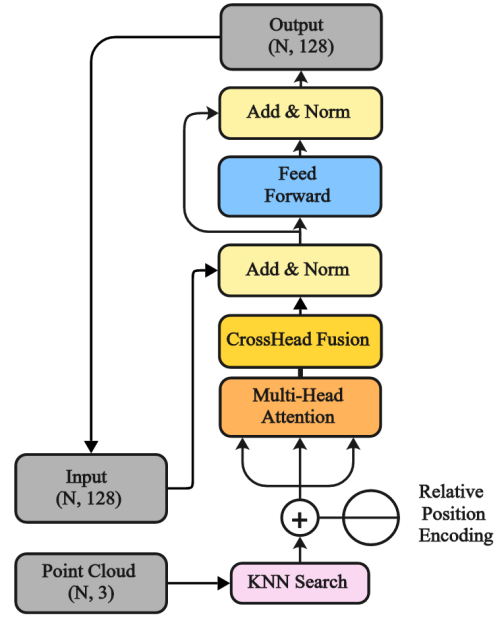 Output
(N, 128)
Add & Norm
Feed
Forward
Add & Norm
CrossHead Fusion
Multi-Head
Attention
Input
(N, 128)
+
Relative
Position
Encoding
Point Cloud
(N, 3)
KNN Search